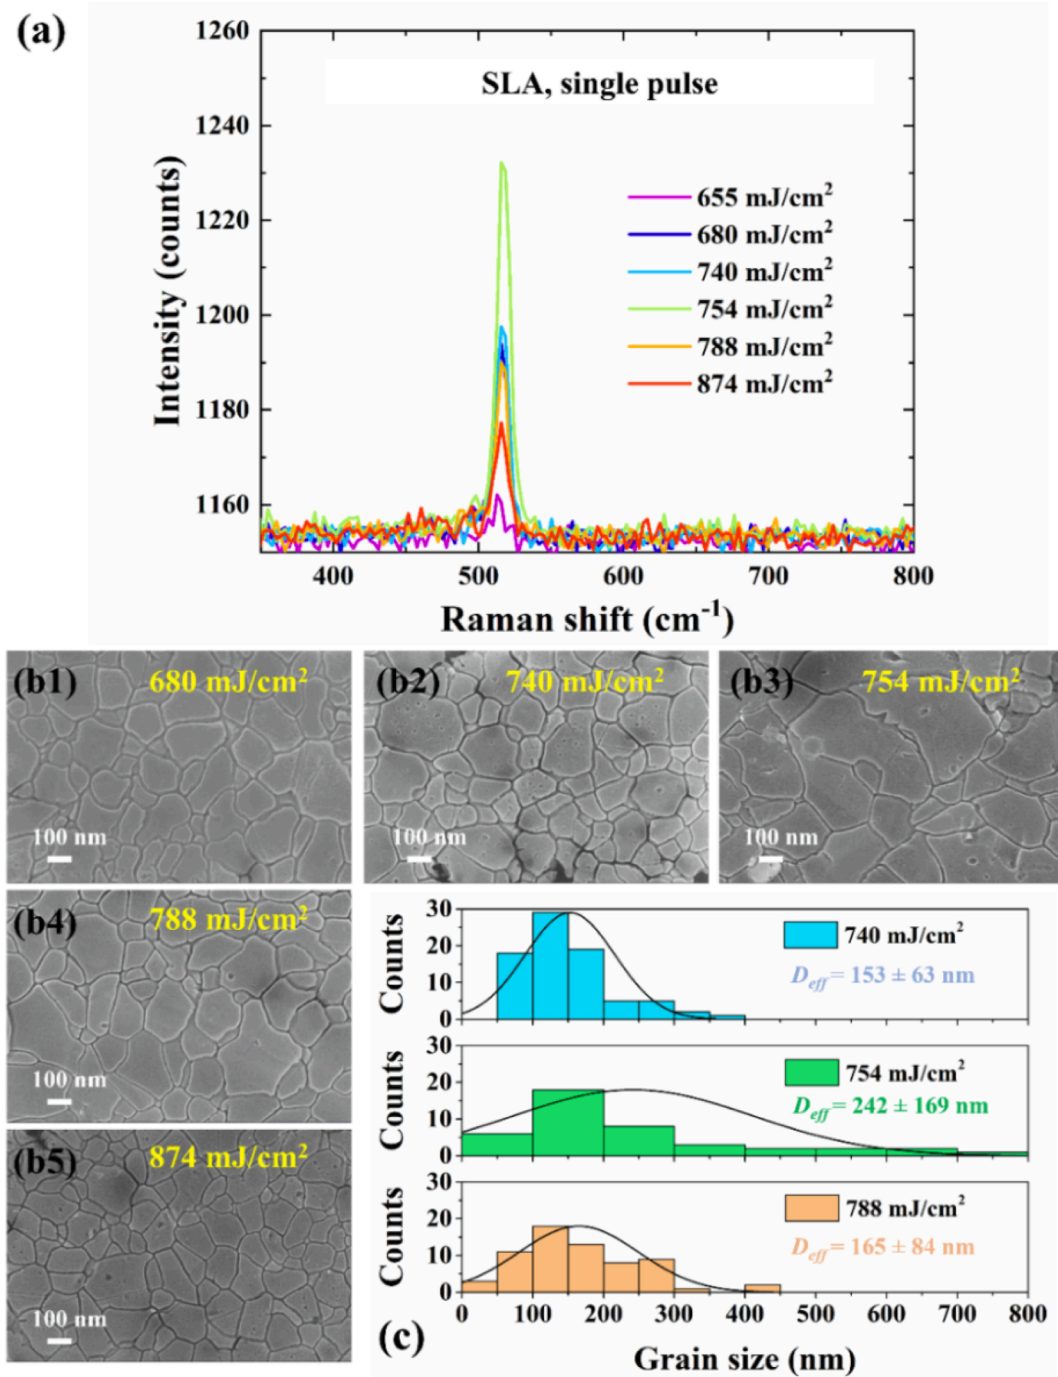 (a)
1260
1240
1220
1200
1180
1160
Intensity (counts)
SLA, single pulse
655 mJ/cm²
680 mJ/cm²
740 mJ/cm²
754 mJ/cm²
788 mJ/cm²
874 mJ/cm²
400 500 600 700 800
Raman shift (cm⁻¹)
(b1) 680 mJ/cm²
100 nm
(b2) 740 mJ/cm²
100 nm
(b3) 754 mJ/cm²
100 nm
(b4) 788 mJ/cm²
100 nm
(b5) 874 mJ/cm²
100 nm
30
20
10
0
Counts
740 mJ/cm²
D_eff = 153 ± 63 nm
30
20
10
0
Counts
754 mJ/cm²
D_eff = 242 ± 169 nm
30
20
10
0
Counts
788 mJ/cm²
D_eff = 165 ± 84 nm
0 100 200 300 400 500 600 700 800
(c)
Grain size (nm)